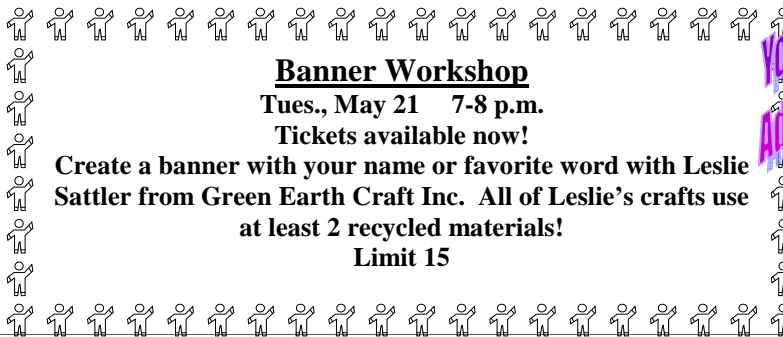 Banner Workshop
Tues., May 21 7-8 p.m.
Tickets available now!
Create a banner with your name or favorite word with Leslie
Sattler from Green Earth Craft Inc. All of Leslie’s crafts use
at least 2 recycled materials!
Limit 15